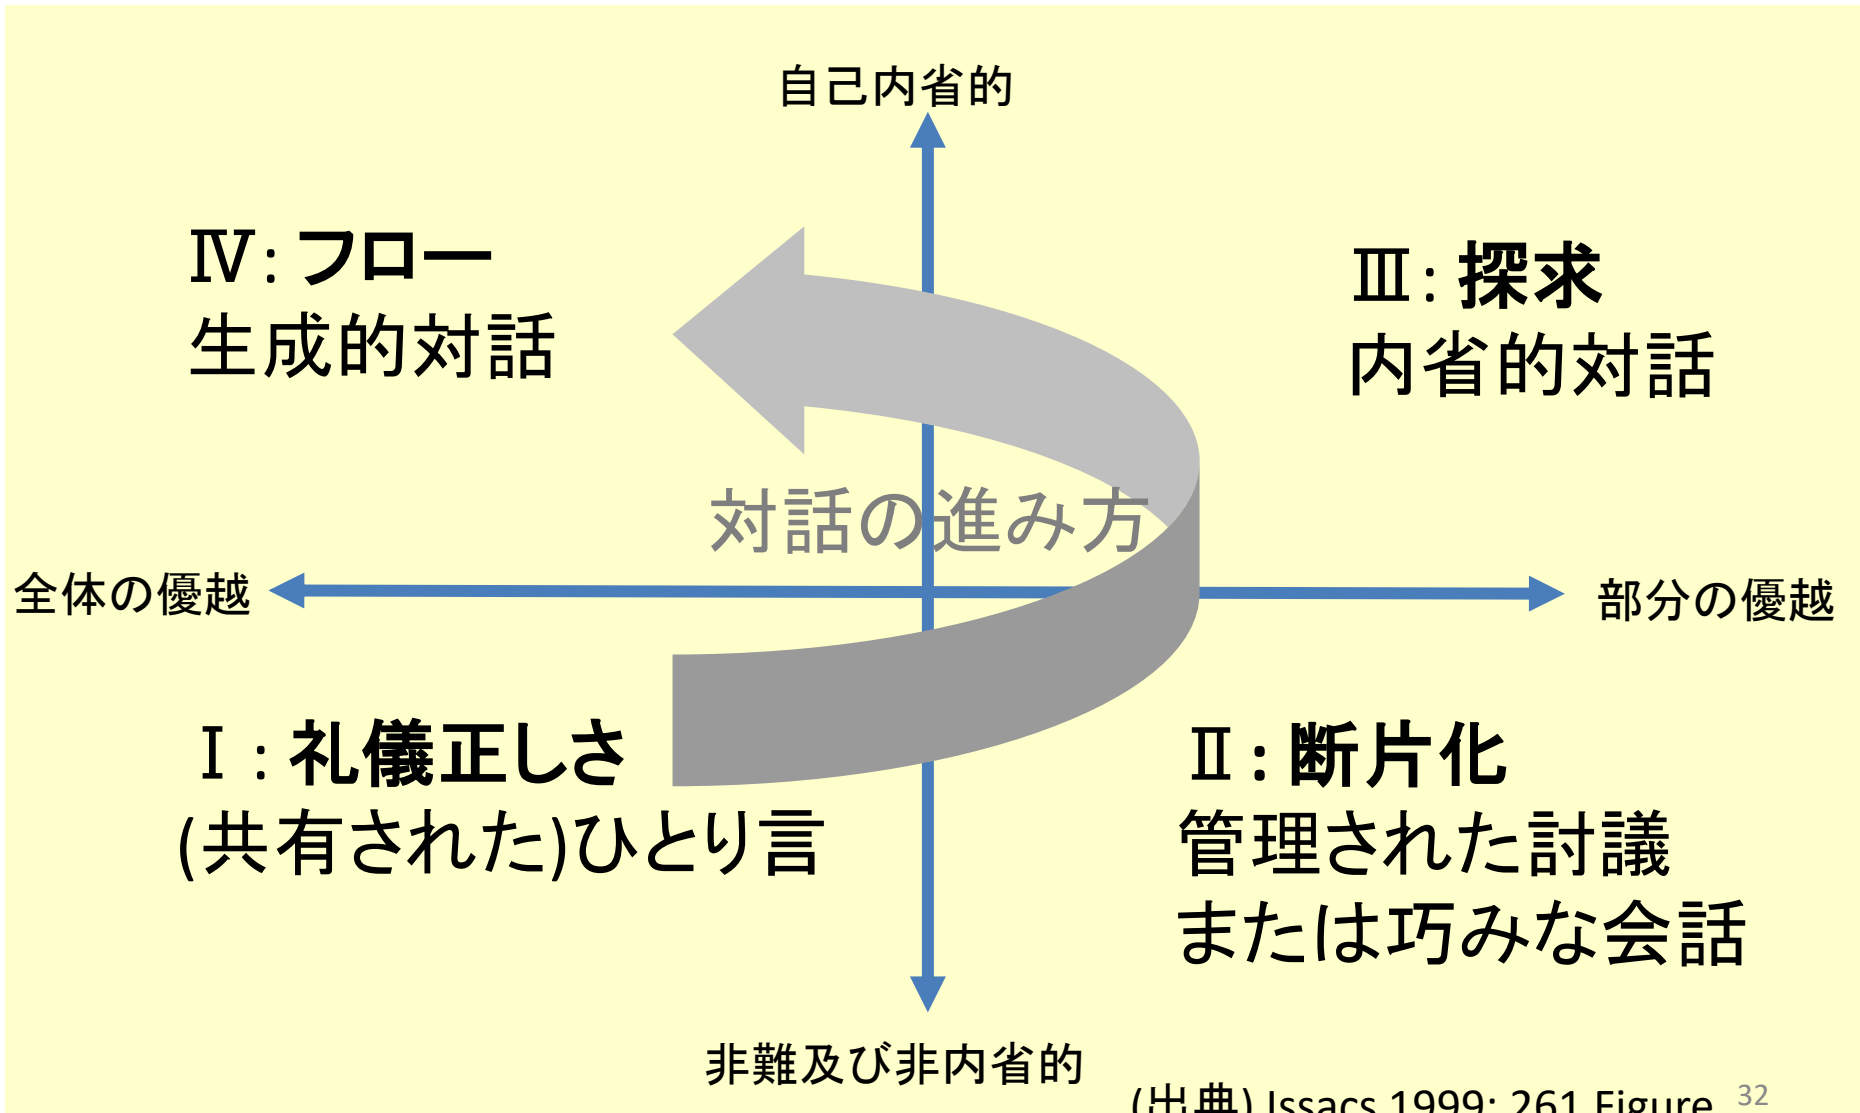 自己内省的
Ⅳ: フロー
生成的対話
Ⅲ: 探求
内省的対話
対話の進み方
全体の優越
部分の優越
Ⅰ: 礼儀正しさ
(共有された)ひとり言
Ⅱ: 断片化
管理された討議
または巧みな会話
非難及び非内省的
(出典) Issacs 1999: 261 Figure
32